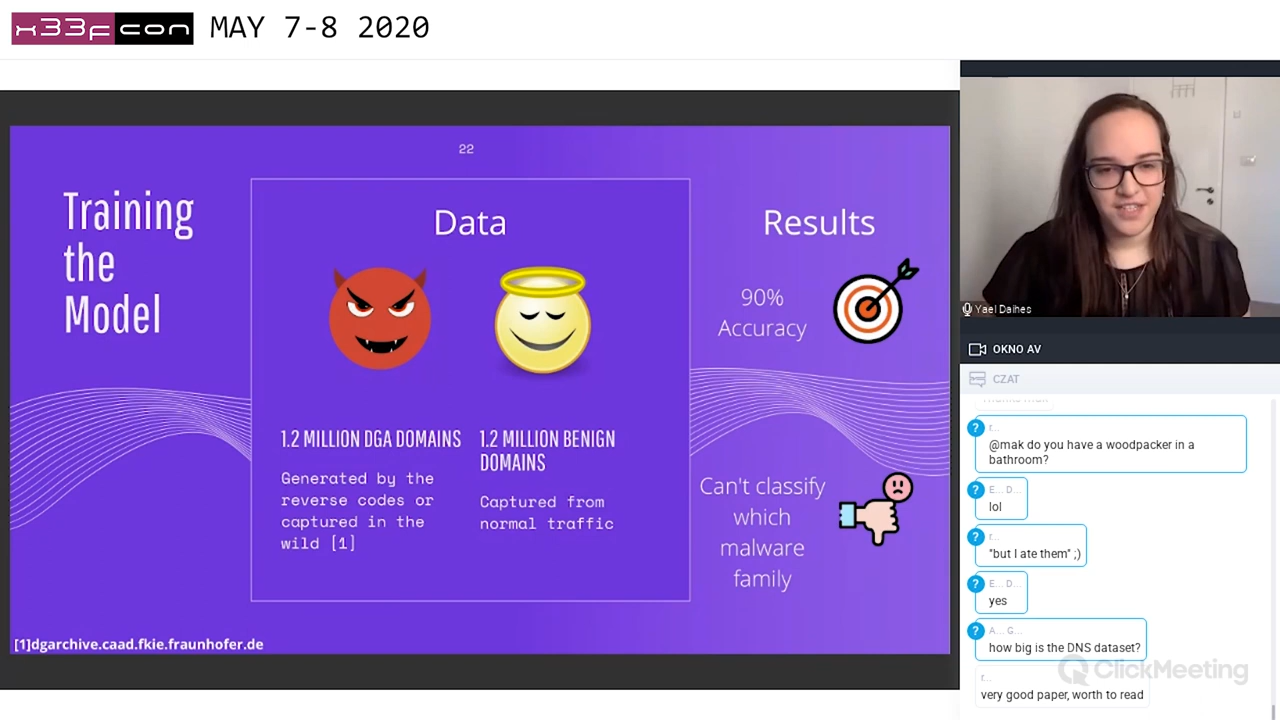 x33fcon MAY 7-8 2020
22
Training
the
Model
Data
1.2 MILLION DGA DOMAINS
Generated by the
reverse codes or
captured in the
wild [1]
1.2 MILLION BENIGN
DOMAINS
Captured from
normal traffic
Results
90%
Accuracy
Can't classify
which
malware
family
[1]dgarchive.caad.fkie.fraunhofer.de
Yael Daihes
OKNO AV
CZAT
? r...
@mak do you have a woodpacker in a
bathroom?
? E... D...
lol
? r...
"but I ate them" ;)
? E... D...
yes
? A... G...
how big is the DNS dataset?
r...
very good paper, worth to read
ClickMeeting